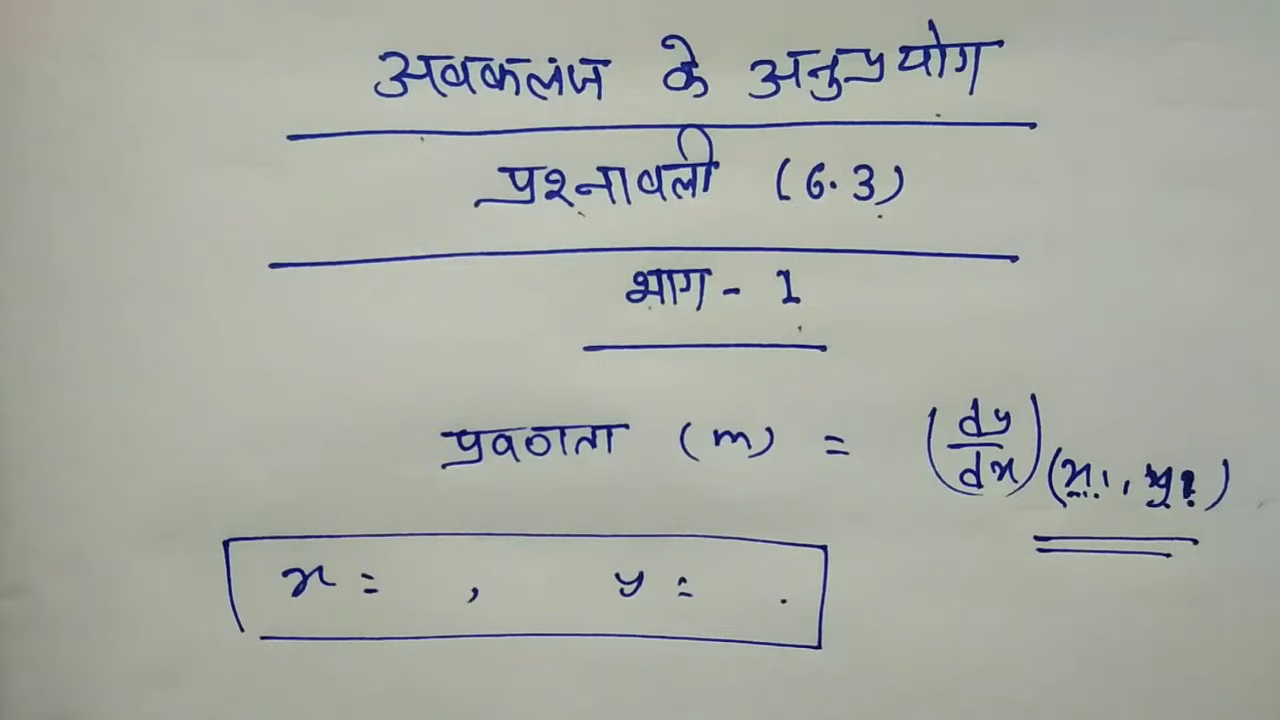 अवकलज के अनुप्रयोग
प्रश्नावली (6.3)
भाग - 1
प्रवणता (m) = (dy/dx)(x₁, y₁)
x = , y = .